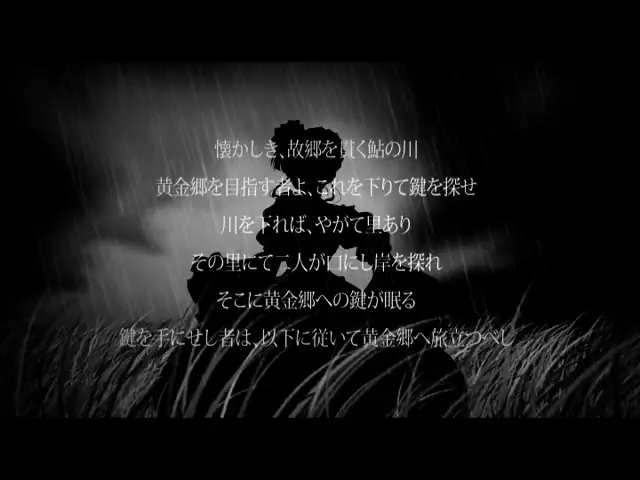 懐かしき、故郷を貫く鮎の川
黄金郷を目指す者よ、これを下りて鍵を探せ
川を下れば、やがて里あり
その里にて二人が口にし岸を探れ
そこに黄金郷への鍵が眠る
鍵を手にせし者は、以下に従いて黄金郷へ旅立つべし